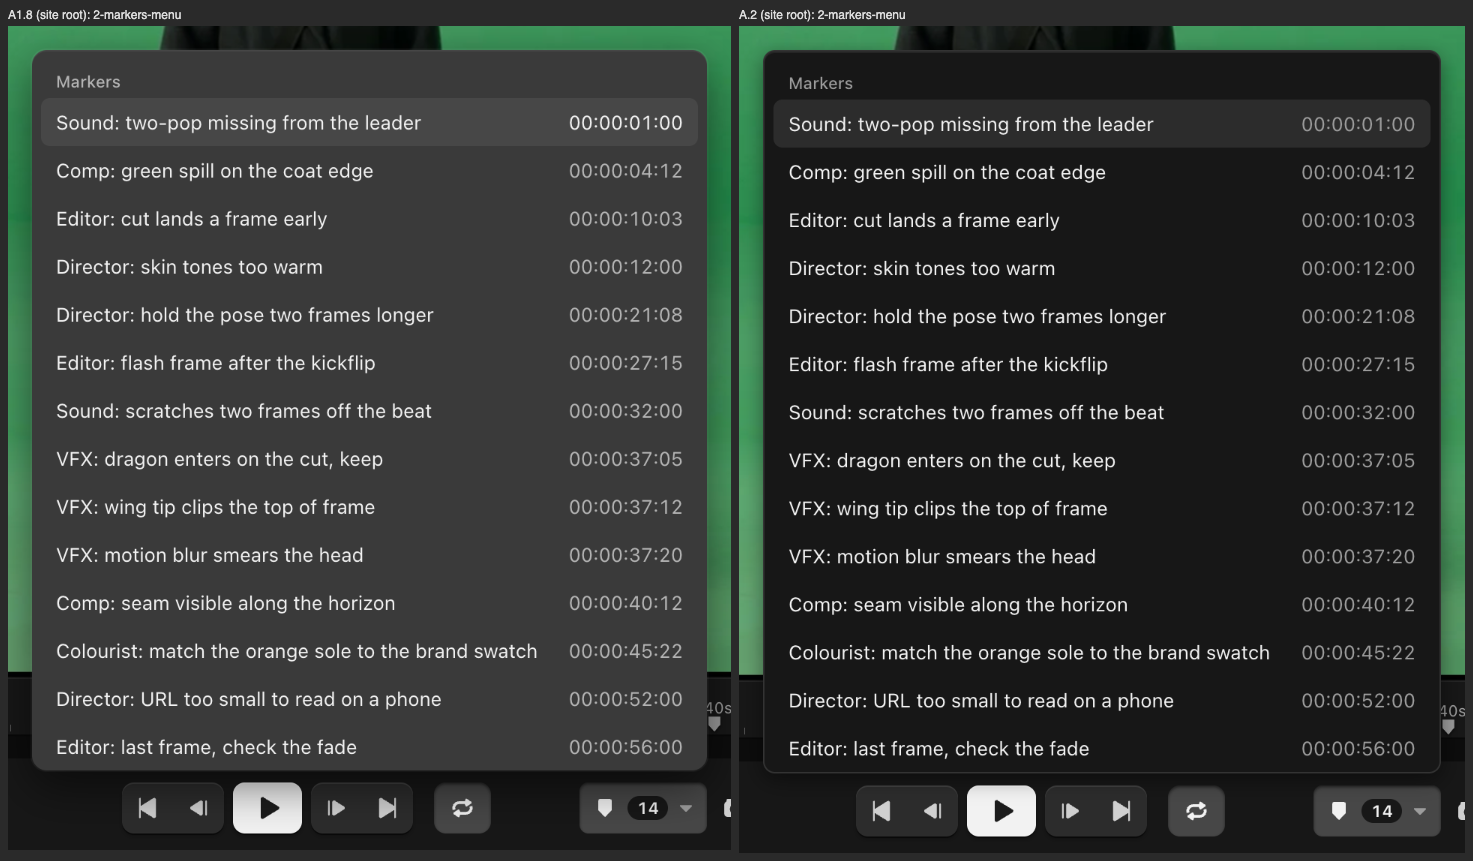 A1.8 (site root): 2-markers-menu
Markers
Sound: two-pop missing from the leader 00:00:01:00
Comp: green spill on the coat edge 00:00:04:12
Editor: cut lands a frame early 00:00:10:03
Director: skin tones too warm 00:00:12:00
Director: hold the pose two frames longer 00:00:21:08
Editor: flash frame after the kickflip 00:00:27:15
Sound: scratches two frames off the beat 00:00:32:00
VFX: dragon enters on the cut, keep 00:00:37:05
VFX: wing tip clips the top of frame 00:00:37:12
VFX: motion blur smears the head 00:00:37:20
Comp: seam visible along the horizon 00:00:40:12
Colourist: match the orange sole to the brand swatch 00:00:45:22
Director: URL too small to read on a phone 00:00:52:00
Editor: last frame, check the fade 00:00:56:00
40s
14
A.2 (site root): 2-markers-menu
Markers
Sound: two-pop missing from the leader 00:00:01:00
Comp: green spill on the coat edge 00:00:04:12
Editor: cut lands a frame early 00:00:10:03
Director: skin tones too warm 00:00:12:00
Director: hold the pose two frames longer 00:00:21:08
Editor: flash frame after the kickflip 00:00:27:15
Sound: scratches two frames off the beat 00:00:32:00
VFX: dragon enters on the cut, keep 00:00:37:05
VFX: wing tip clips the top of frame 00:00:37:12
VFX: motion blur smears the head 00:00:37:20
Comp: seam visible along the horizon 00:00:40:12
Colourist: match the orange sole to the brand swatch 00:00:45:22
Director: URL too small to read on a phone 00:00:52:00
Editor: last frame, check the fade 00:00:56:00
40s
14